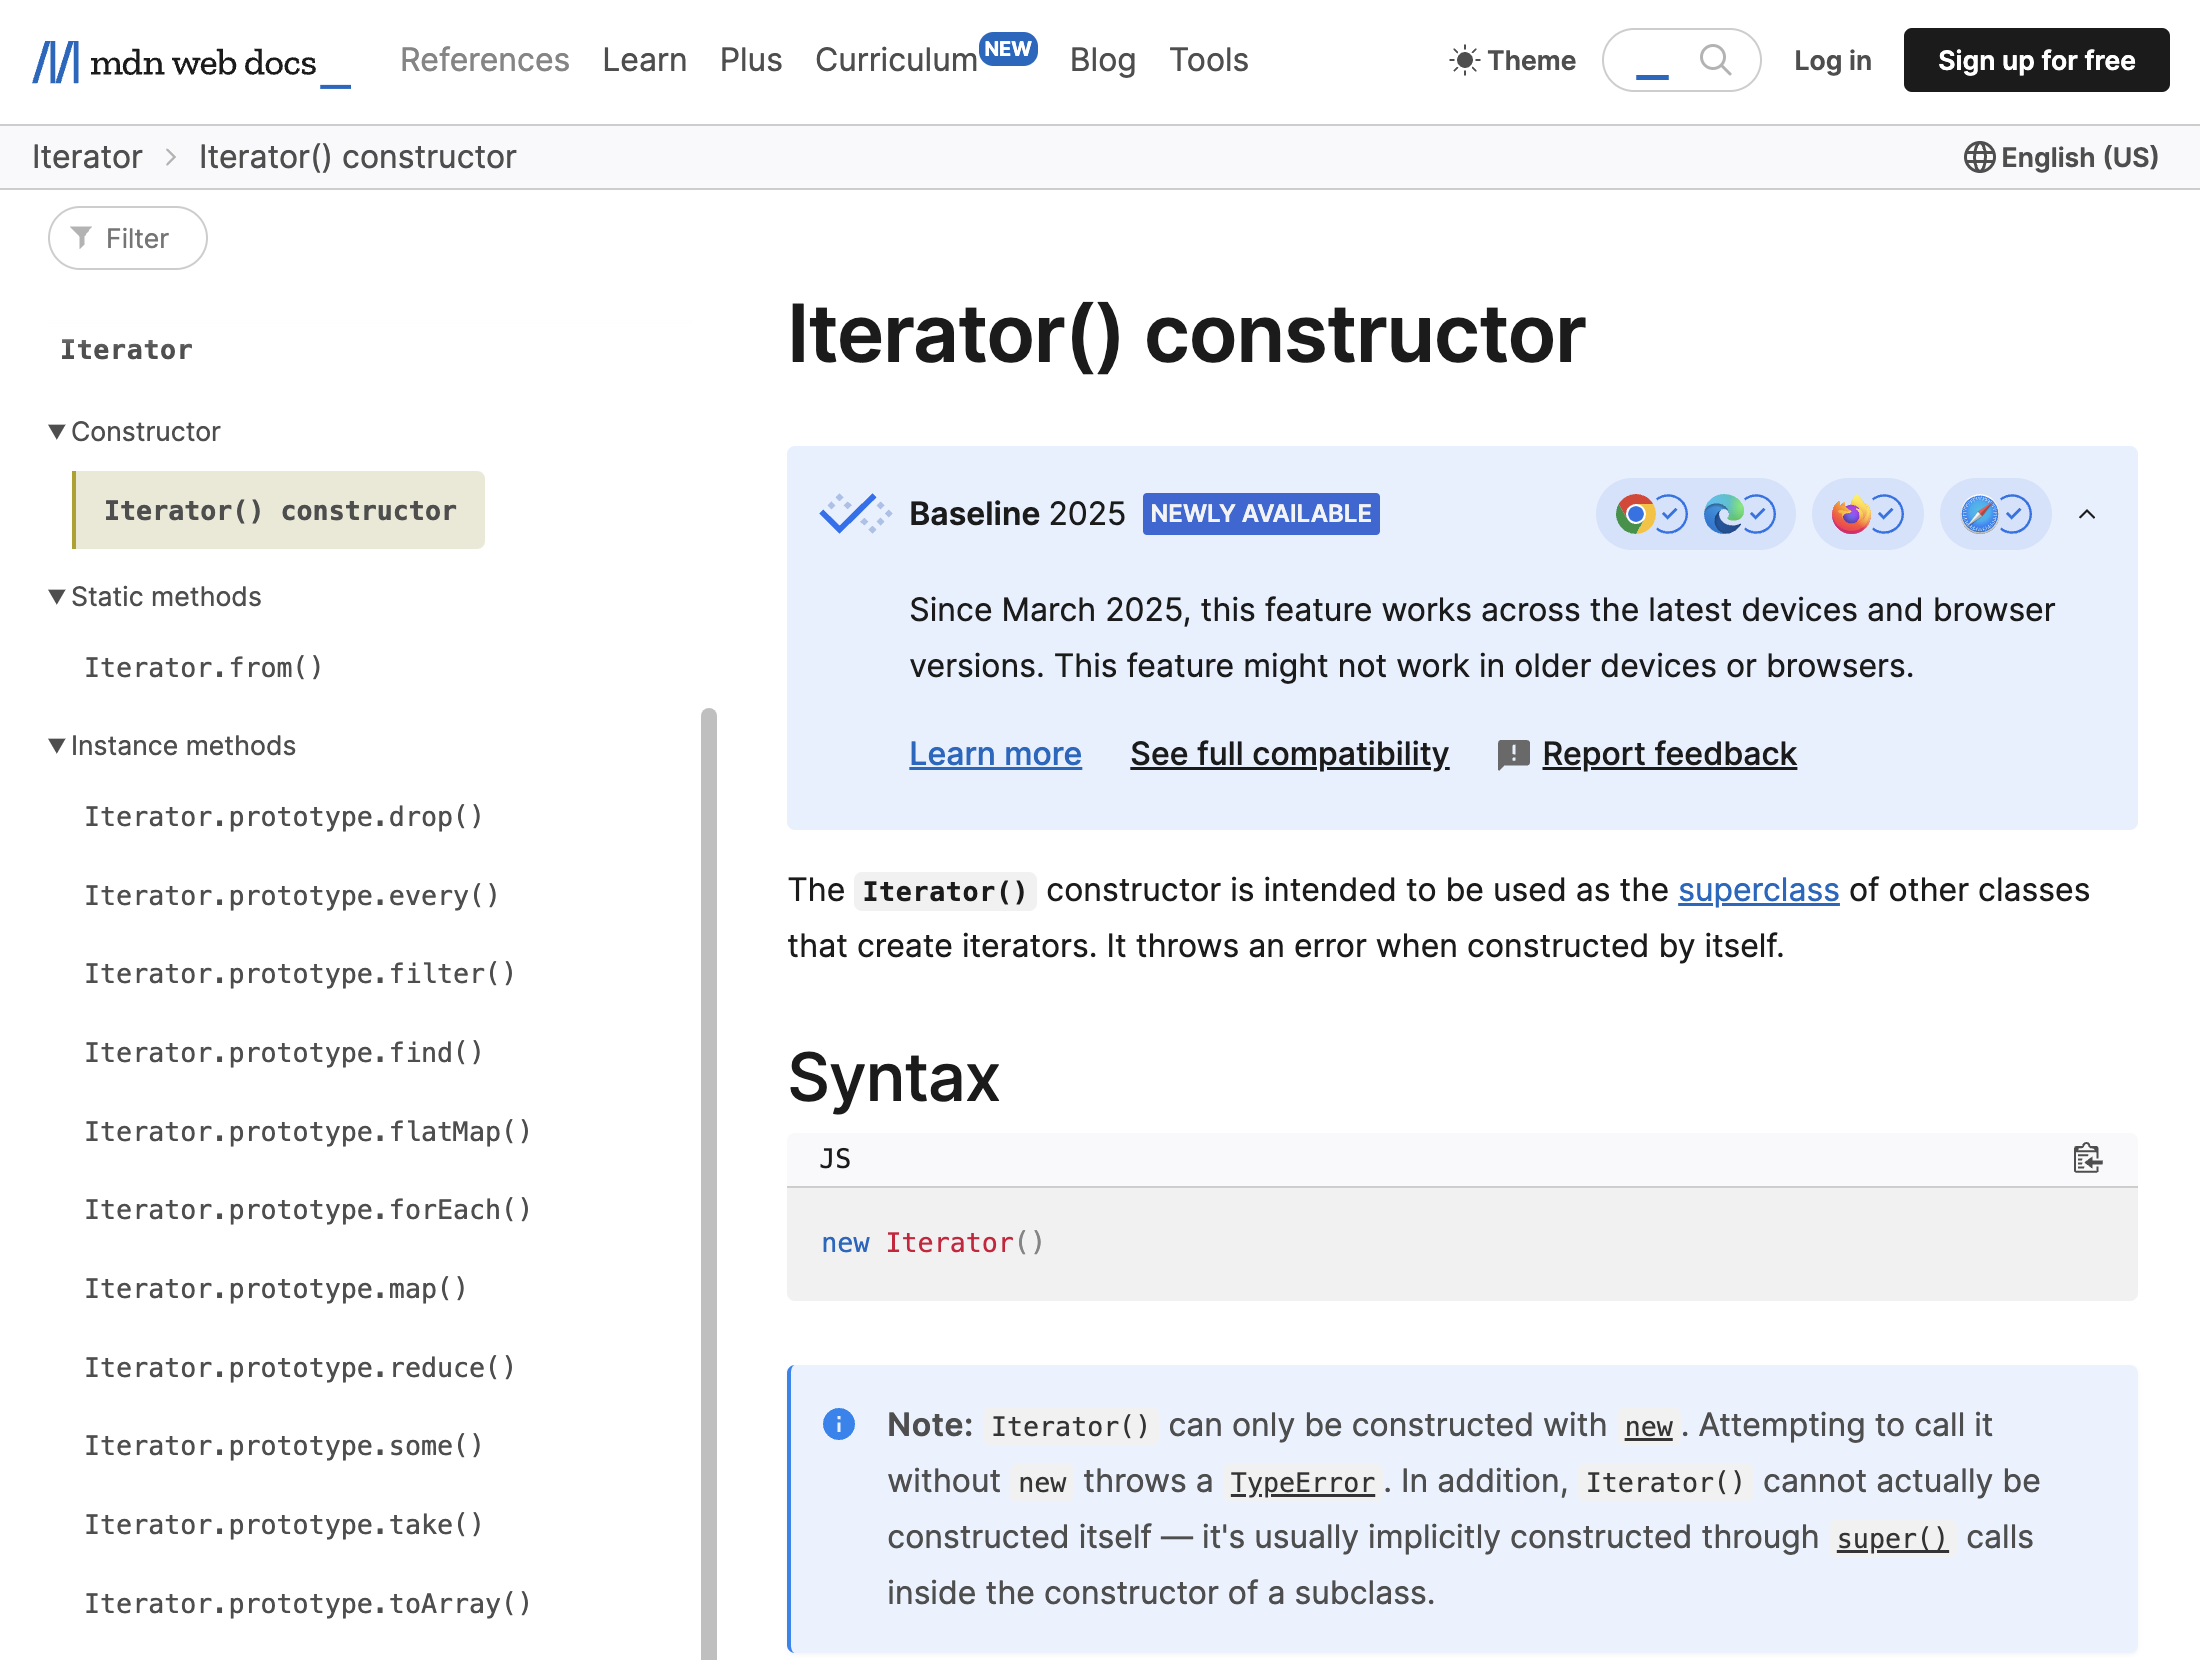 mdn web docs_
References Learn Plus Curriculum NEW Blog Tools Theme Log in Sign up for free
Iterator > Iterator() constructor English (US)
Filter
Iterator
Constructor
Iterator() constructor
Static methods
Iterator.from()
Instance methods
Iterator.prototype.drop()
Iterator.prototype.every()
Iterator.prototype.filter()
Iterator.prototype.find()
Iterator.prototype.flatMap()
Iterator.prototype.forEach()
Iterator.prototype.map()
Iterator.prototype.reduce()
Iterator.prototype.some()
Iterator.prototype.take()
Iterator.prototype.toArray()
Iterator() constructor
Baseline 2025 NEWLY AVAILABLE
Since March 2025, this feature works across the latest devices and browser
versions. This feature might not work in older devices or browsers.
Learn more See full compatibility Report feedback
The Iterator() constructor is intended to be used as the superclass of other classes
that create iterators. It throws an error when constructed by itself.
Syntax
JS
new Iterator()
Note: Iterator() can only be constructed with new. Attempting to call it
without new throws a TypeError. In addition, Iterator() cannot actually be
constructed itself — it's usually implicitly constructed through super() calls
inside the constructor of a subclass.